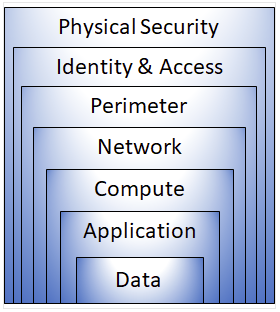 Physical Security
Identity & Access
Perimeter
Network
Compute
Application
Data